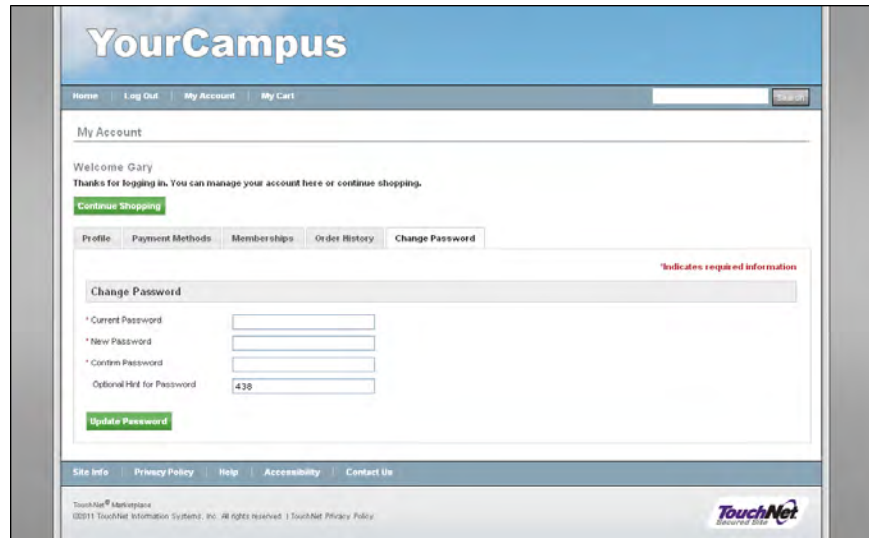 YourCampus
Home Log Out My Account My Cart Search
My Account
Welcome Gary
Thanks for logging in. You can manage your account here or continue shopping.
Continue Shopping
Profile Payment Methods Memberships Order History Change Password
*Indicates required information
Change Password
* Current Password
* New Password
* Confirm Password
Optional Hint for Password 438
Update Password
Site Info Privacy Policy Help Accessibility Contact Us
TouchNet® Marketplace
©2011 TouchNet Information Systems, Inc. All rights reserved. | TouchNet Privacy Policy
TouchNet
Secured Site